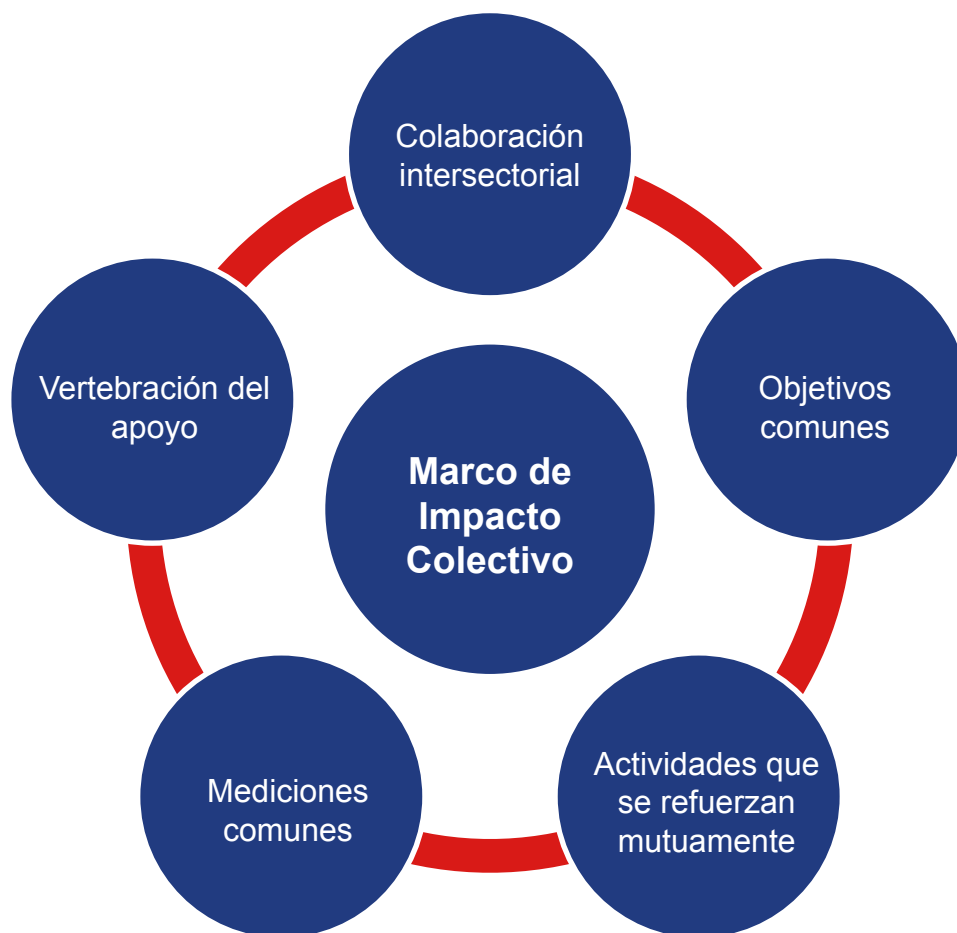 Colaboración
intersectorial
Objetivos
comunes
Actividades que
se refuerzan
mutuamente
Mediciones
comunes
Vertebración del
apoyo
Marco de
Impacto
Colectivo